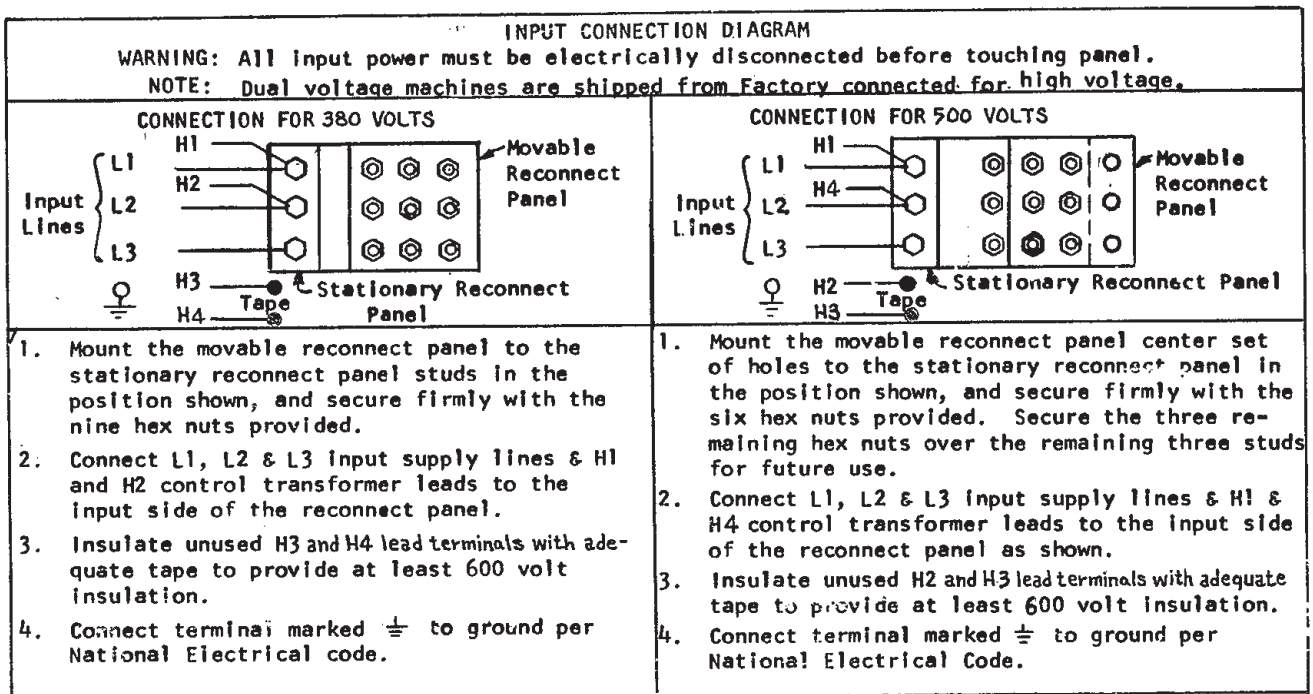 INPUT CONNECTION DIAGRAM
WARNING: All input power must be electrically disconnected before touching panel.
NOTE: Dual voltage machines are shipped from Factory connected for high voltage.
CONNECTION FOR 380 VOLTS
H1
L1
H2
Input
Lines
L2
L3
H3
Tape
H4
Movable
Reconnect
Panel
Stationary Reconnect
Panel
1. Mount the movable reconnect panel to the
stationary reconnect panel studs in the
position shown, and secure firmly with the
nine hex nuts provided.
2. Connect L1, L2 & L3 input supply lines & H1
and H2 control transformer leads to the
input side of the reconnect panel.
3. Insulate unused H3 and H4 lead terminals with ade-
quate tape to provide at least 600 volt
insulation.
4. Connect terminal marked ⏚ to ground per
National Electrical code.
CONNECTION FOR 500 VOLTS
H1
L1
H4
Input
Lines
L2
L3
H2
Tape
H3
Movable
Reconnect
Panel
Stationary Reconnect Panel
1. Mount the movable reconnect panel center set
of holes to the stationary reconnect panel in
the position shown, and secure firmly with the
six hex nuts provided. Secure the three re-
maining hex nuts over the remaining three studs
for future use.
2. Connect L1, L2 & L3 input supply lines & H1 &
H4 control transformer leads to the input side
of the reconnect panel as shown.
3. Insulate unused H2 and H3 lead terminals with adequate
tape to provide at least 600 volt insulation.
4. Connect terminal marked ⏚ to ground per
National Electrical Code.